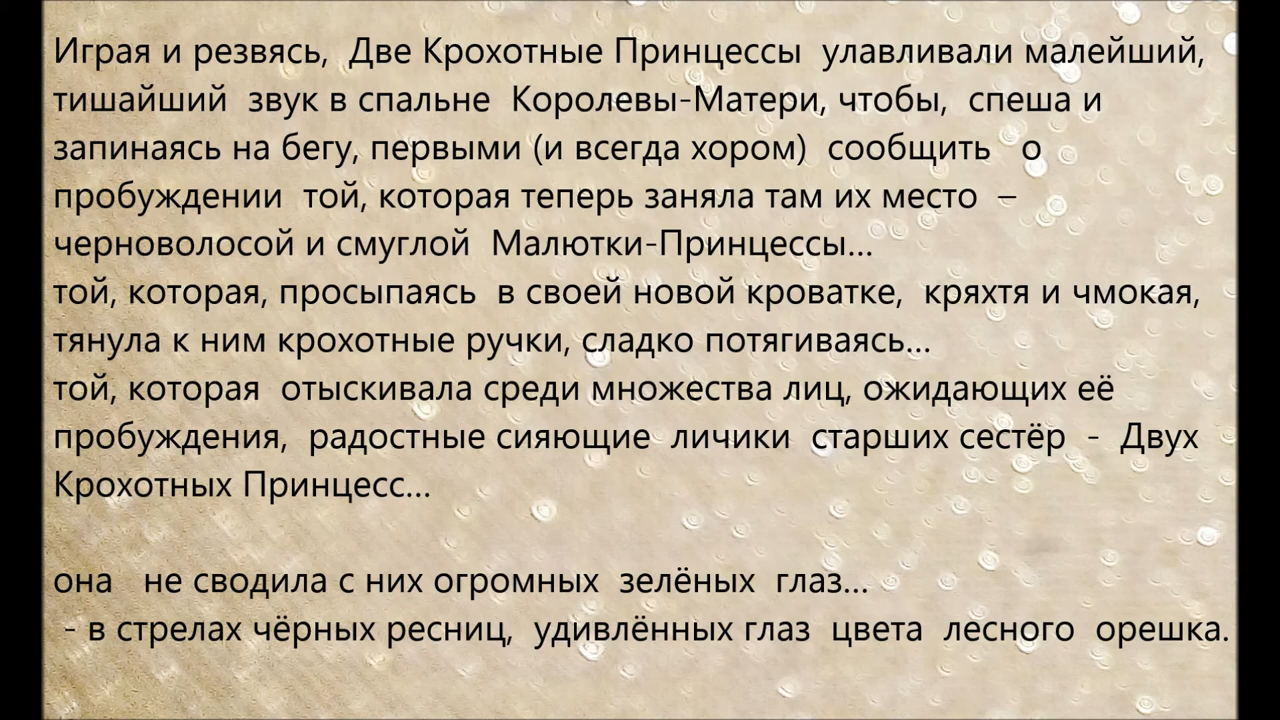 Играя и резвясь, Две Крохотные Принцессы улавливали малейший,
тишайший звук в спальне Королевы-Матери, чтобы, спеша и
запинаясь на бегу, первыми (и всегда хором) сообщить о
пробуждении той, которая теперь заняла там их место –
черноволосой и смуглой Малютки-Принцессы...
той, которая, просыпаясь в своей новой кроватке, кряхтя и чмокая,
тянула к ним крохотные ручки, сладко потягиваясь...
той, которая отыскивала среди множества лиц, ожидающих её
пробуждения, радостные сияющие личики старших сестёр - Двух
Крохотных Принцесс...
она не сводила с них огромных зелёных глаз...
- в стрелах чёрных ресниц, удивлённых глаз цвета лесного орешка.